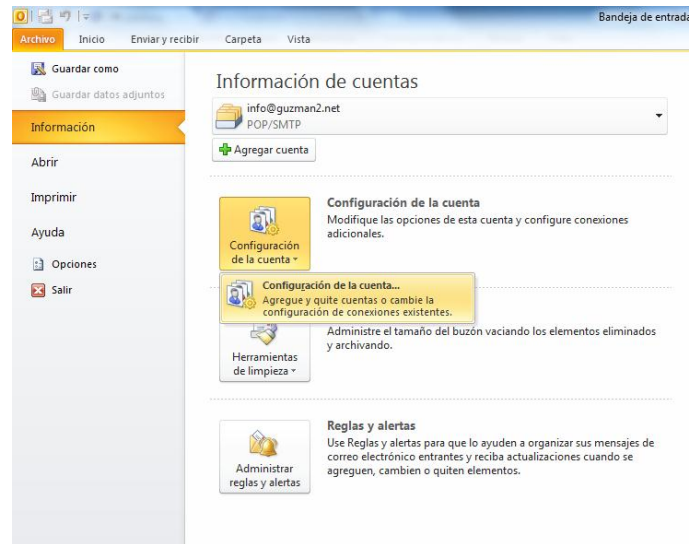 Bandeja de entrada
Archivo Inicio Enviar y recibir Carpeta Vista
Guardar como
Guardar datos adjuntos
Información
Abrir
Imprimir
Ayuda
Opciones
Salir
Información de cuentas
info@guzman2.net
POP/SMTP
Agregar cuenta
Configuración
de la cuenta
Configuración de la cuenta
Modifique las opciones de esta cuenta y configure conexiones
adicionales.
Configuración de la cuenta...
Agregue y quite cuentas o cambie la
configuración de conexiones existentes.
Herramientas
de limpieza
Administre el tamaño del buzón vaciando los elementos eliminados
y archivando.
Administrar
reglas y alertas
Reglas y alertas
Use Reglas y alertas para que lo ayuden a organizar sus mensajes de
correo electrónico entrantes y reciba actualizaciones cuando se
agreguen, cambien o quiten elementos.